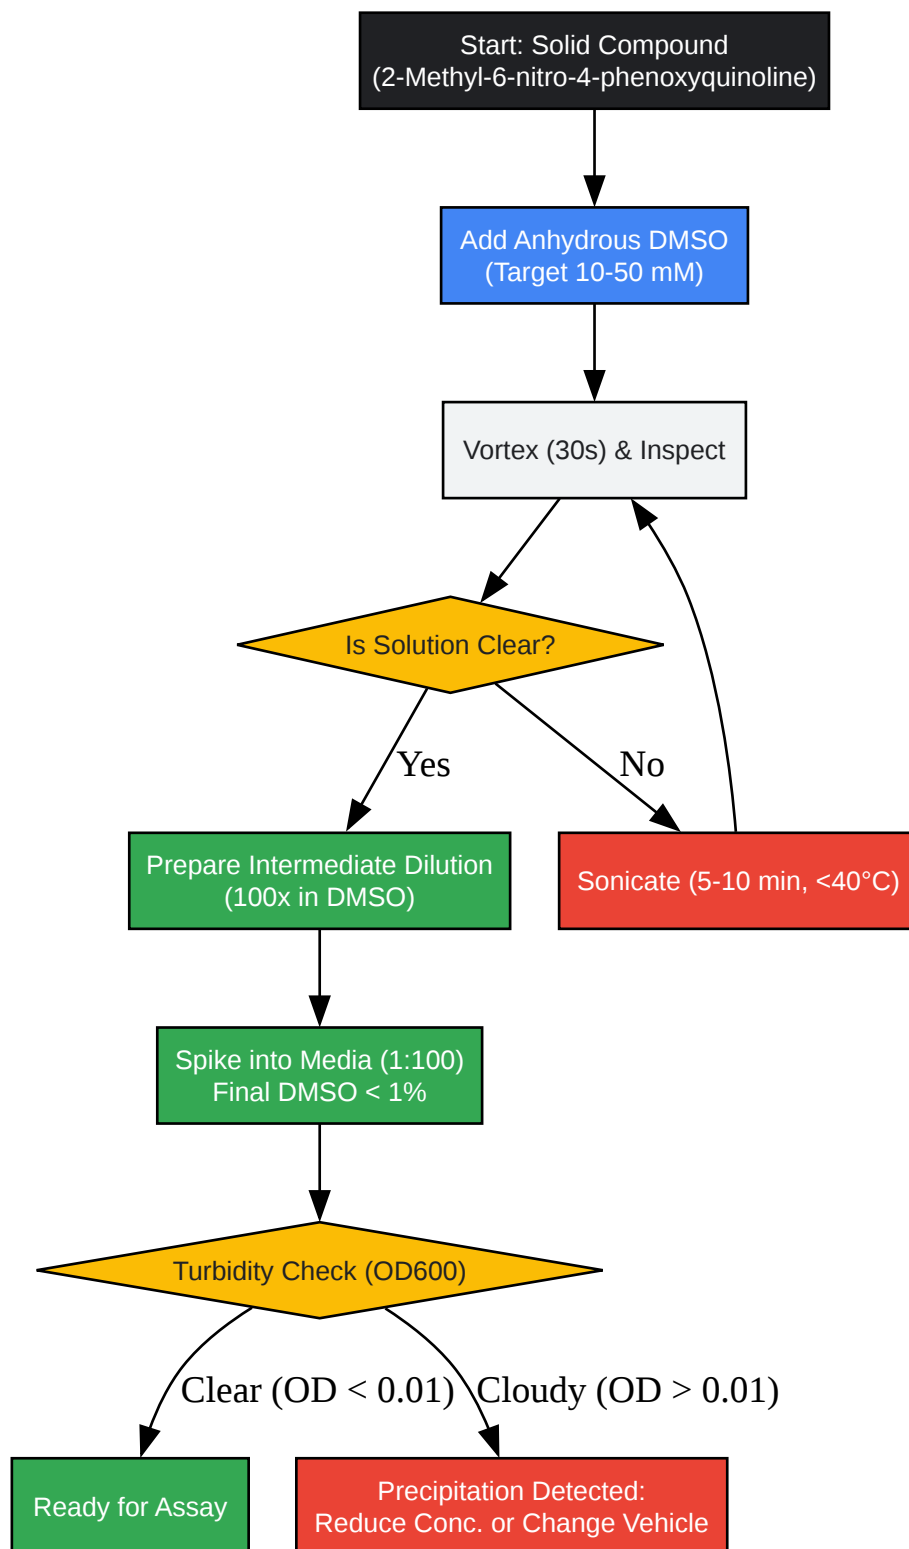 Start: Solid Compound
(2-Methyl-6-nitro-4-phenoxyquinoline)
Add Anhydrous DMSO
(Target 10-50 mM)
Vortex (30s) & Inspect
Is Solution Clear?
Yes
No
Prepare Intermediate Dilution
(100x in DMSO)
Sonicate (5-10 min, <40°C)
Spike into Media (1:100)
Final DMSO < 1%
Turbidity Check (OD600)
Clear (OD < 0.01)
Cloudy (OD > 0.01)
Ready for Assay
Precipitation Detected:
Reduce Conc. or Change Vehicle